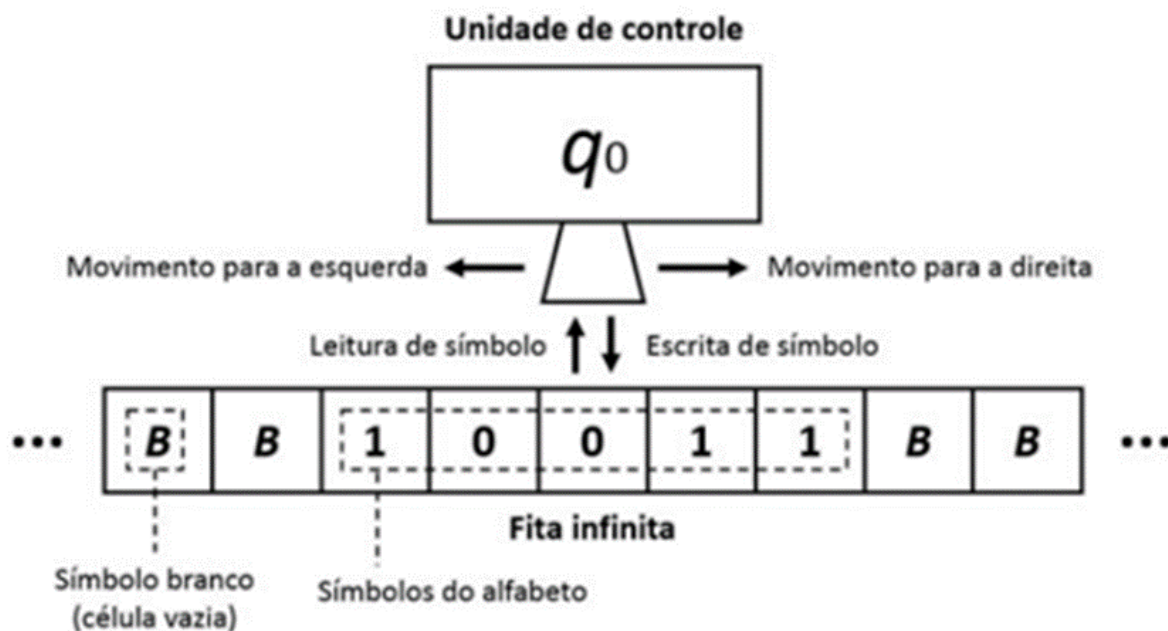 Unidade de controle
q0
Movimento para a esquerda
Movimento para a direita
Leitura de símbolo
Escrita de símbolo
... B B 1 0 0 1 1 B B ...
Fita infinita
Símbolo branco
(célula vazia)
Símbolos do alfabeto